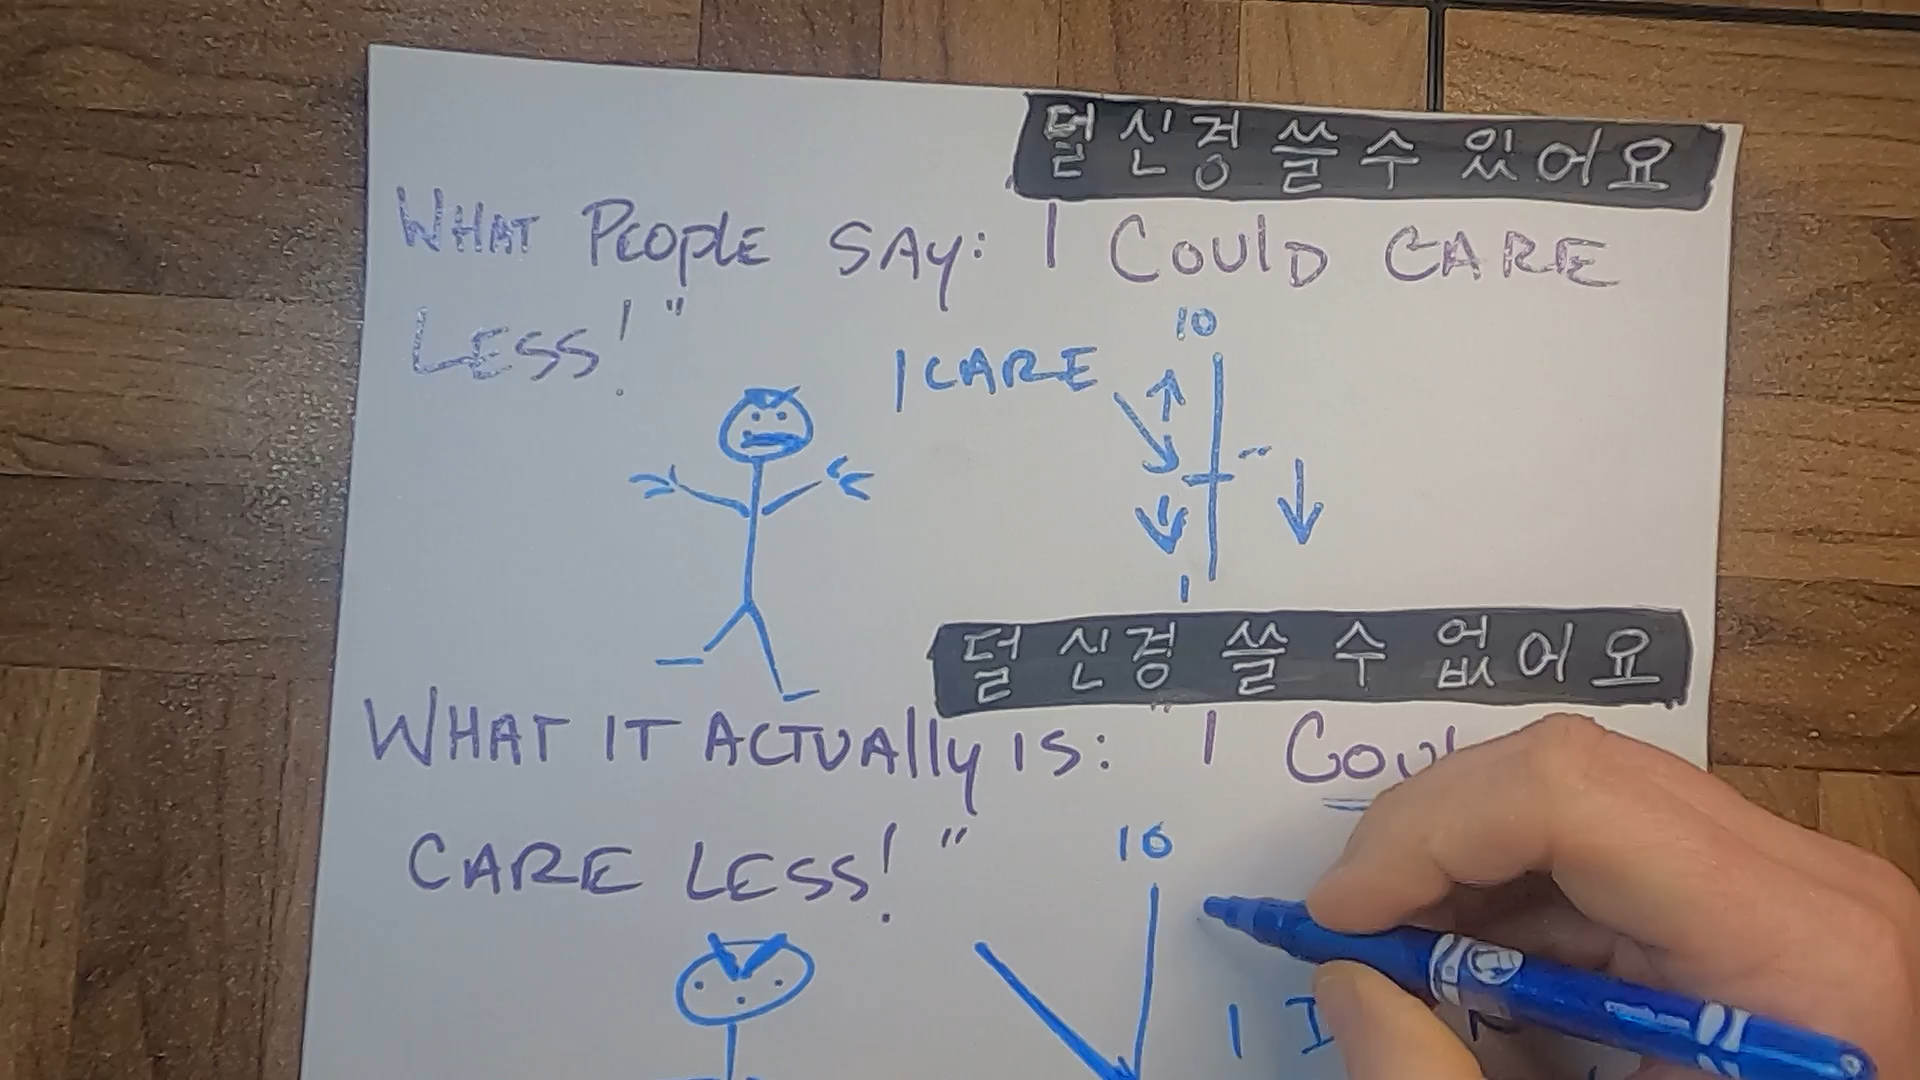 덜 신경 쓸 수 있어요
WHAT PEOPLE SAY: I COULD CARE
LESS!"
10
I CARE
1
덜 신경 쓸 수 없어요
WHAT IT ACTUALLY IS: "I
CARE LESS!"
10
I